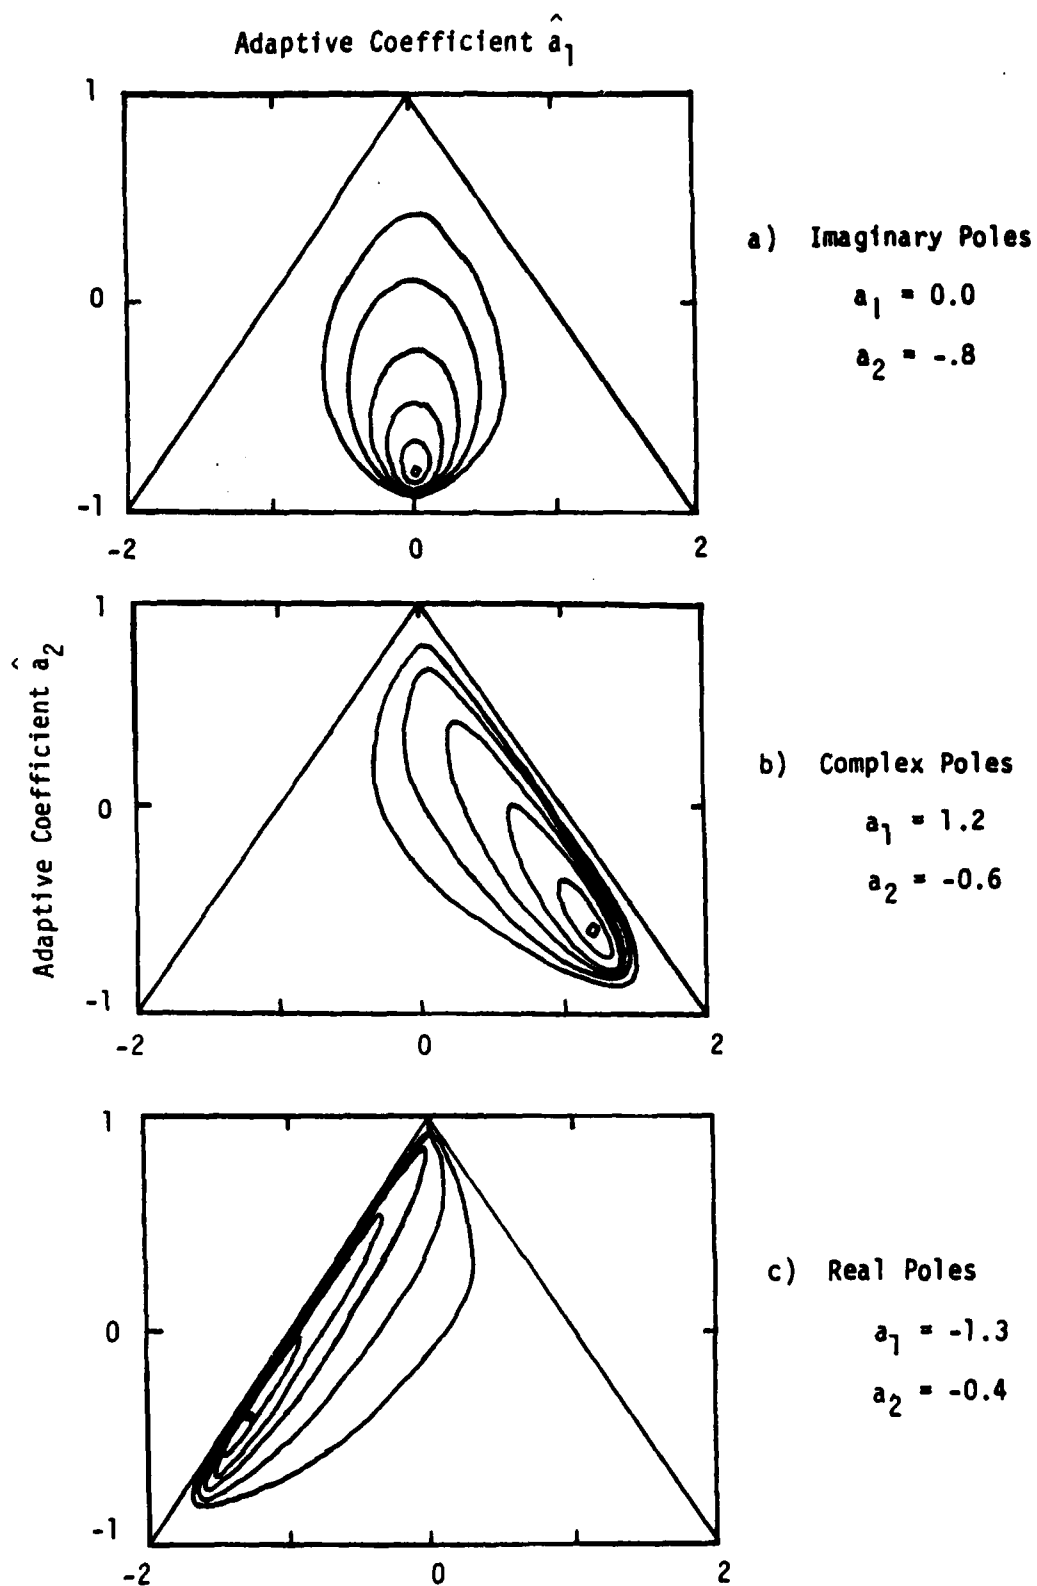 Adaptive Coefficient â₁
1
0
-1
-2 0 2
a) Imaginary Poles
a₁ = 0.0
a₂ = -.8
Adaptive Coefficient â₂
1
0
-1
-2 0 2
b) Complex Poles
a₁ = 1.2
a₂ = -0.6
1
0
-1
-2 0 2
c) Real Poles
a₁ = -1.3
a₂ = -0.4